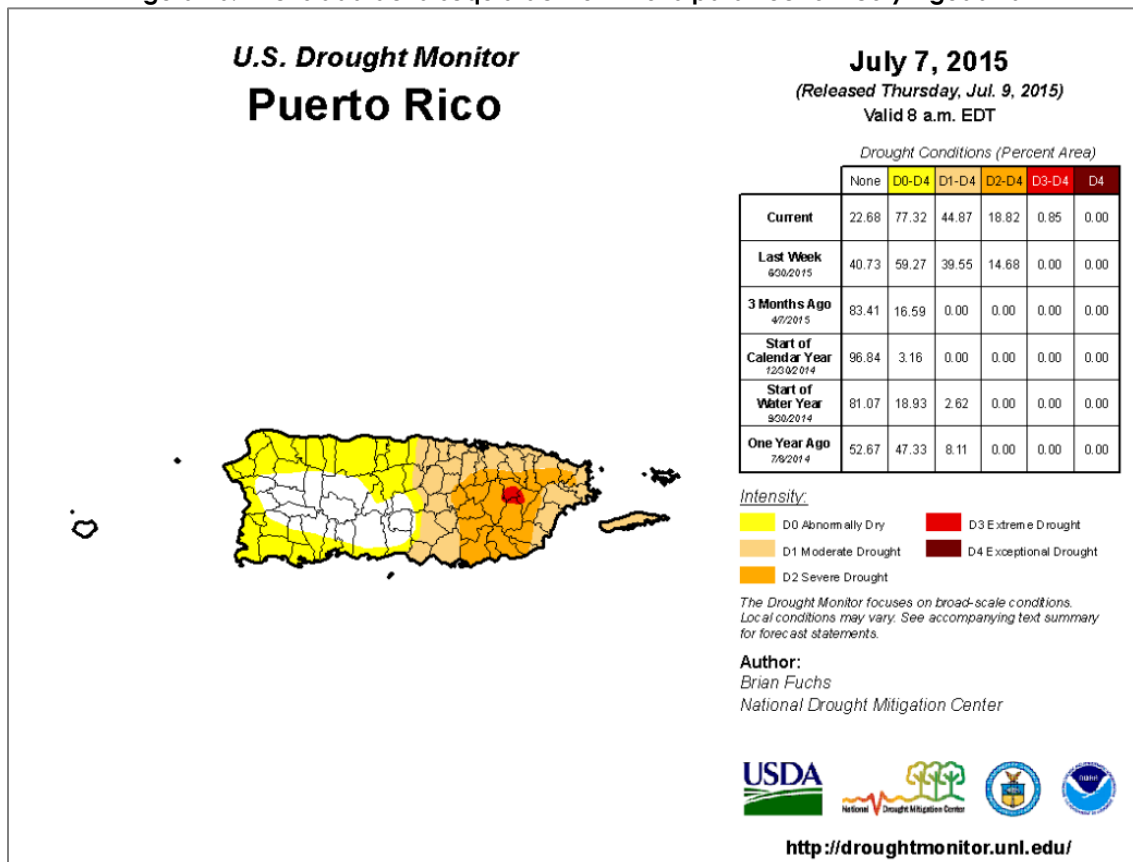 U.S. Drought Monitor
Puerto Rico
July 7, 2015
(Released Thursday, Jul. 9, 2015)
Valid 8 a.m. EDT
Drought Conditions (Percent Area)
None D0-D4 D1-D4 D2-D4 D3-D4 D4
Current 22.68 77.32 44.87 18.82 0.85 0.00
Last Week 40.73 59.27 39.55 14.68 0.00 0.00
6/30/2015
3 Months Ago 83.41 16.59 0.00 0.00 0.00 0.00
4/7/2015
Start of
Calendar Year 96.84 3.16 0.00 0.00 0.00 0.00
12/30/2014
Start of
Water Year 81.07 18.93 2.62 0.00 0.00 0.00
9/30/2014
One Year Ago 52.67 47.33 8.11 0.00 0.00 0.00
7/8/2014
Intensity:
D0 Abnormally Dry
D3 Extreme Drought
D1 Moderate Drought
D4 Exceptional Drought
D2 Severe Drought
The Drought Monitor focuses on broad-scale conditions.
Local conditions may vary. See accompanying text summary
for forecast statements.
Author:
Brian Fuchs
National Drought Mitigation Center
USDA
National Drought Mitigation Center
http://droughtmonitor.unl.edu/